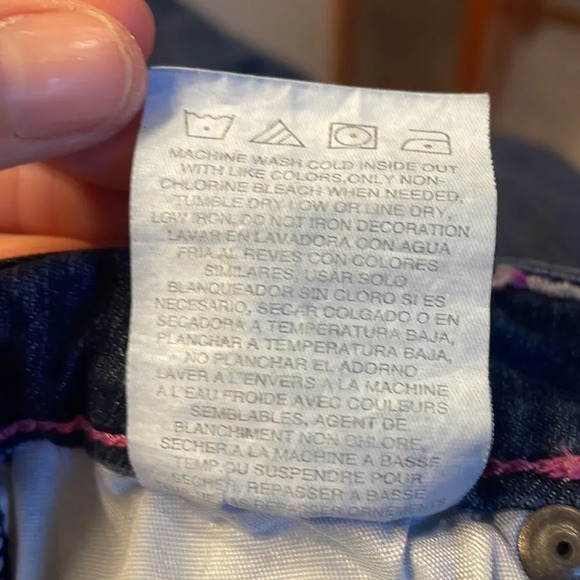 MACHINE WASH COLD INSIDE OUT
WITH LIKE COLORS,ONLY NON-
CHLORINE BLEACH WHEN NEEDED,
TUMBLE DRY LOW OR LINE DRY,
LOW IRON, DO NOT IRON DECORATION
LAVAR EN LAVADORA CON AGUA
FRIA AL REVES CON COLORES
SIMILARES, USAR SOLO
BLANQUEADOR SIN CLORO SI ES
NECESARIO, SECAR COLGADO O EN
SECADORA A TEMPERATURA BAJA,
PLANCHAR A TEMPERATURA BAJA,
NO PLANCHAR EL ADORNO
LAVER A L'ENVERS A LA MACHINE
A L'EAU FROIDE AVEC COULEURS
SEMBLABLES, AGENT DE
BLANCHIMENT NON CHLORE,
SECHER A LA MACHINE A BASSE
TEMP OU SUSPENDRE POUR
SECHER, REPASSER A BASSE